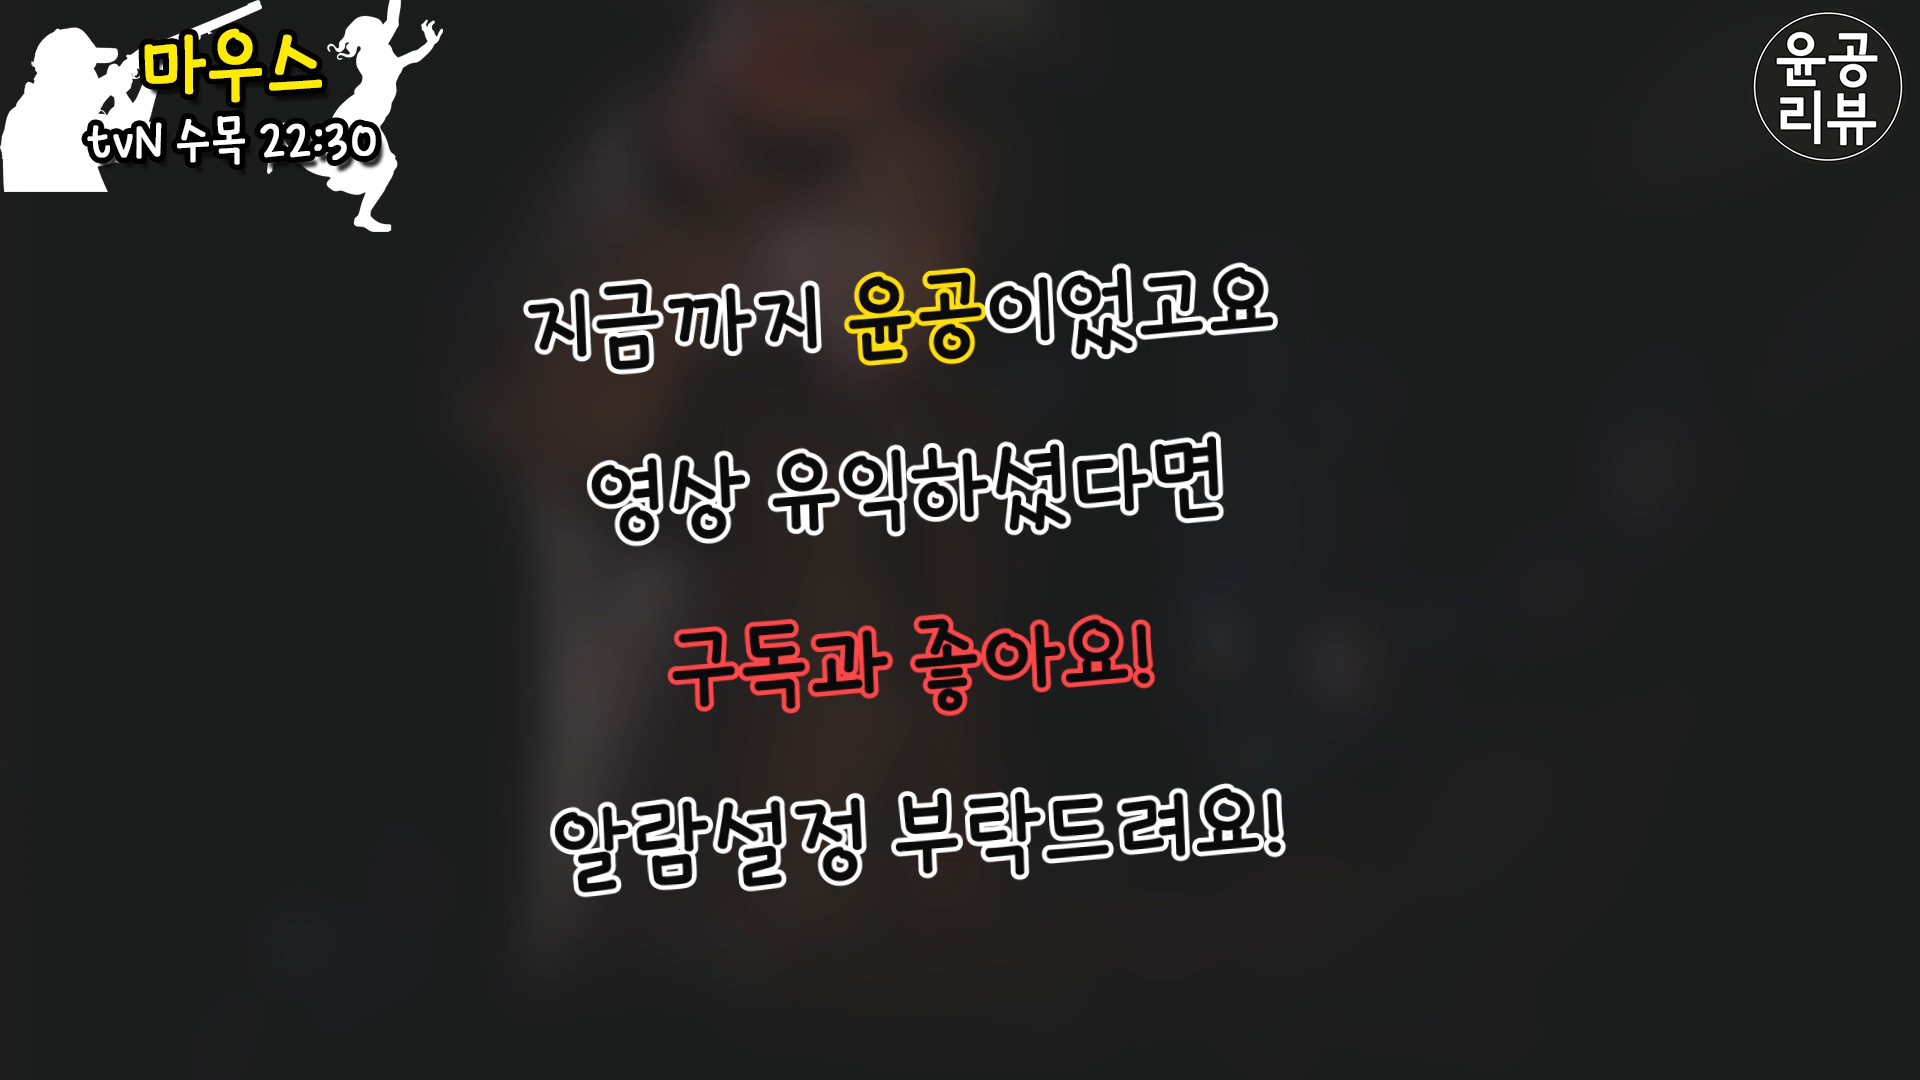 마우스
tvN 수목 22:30
윤공
리뷰
지금까지 윤공이었고요
영상 유익하셨다면
구독과 좋아요!
알람설정 부탁드려요!